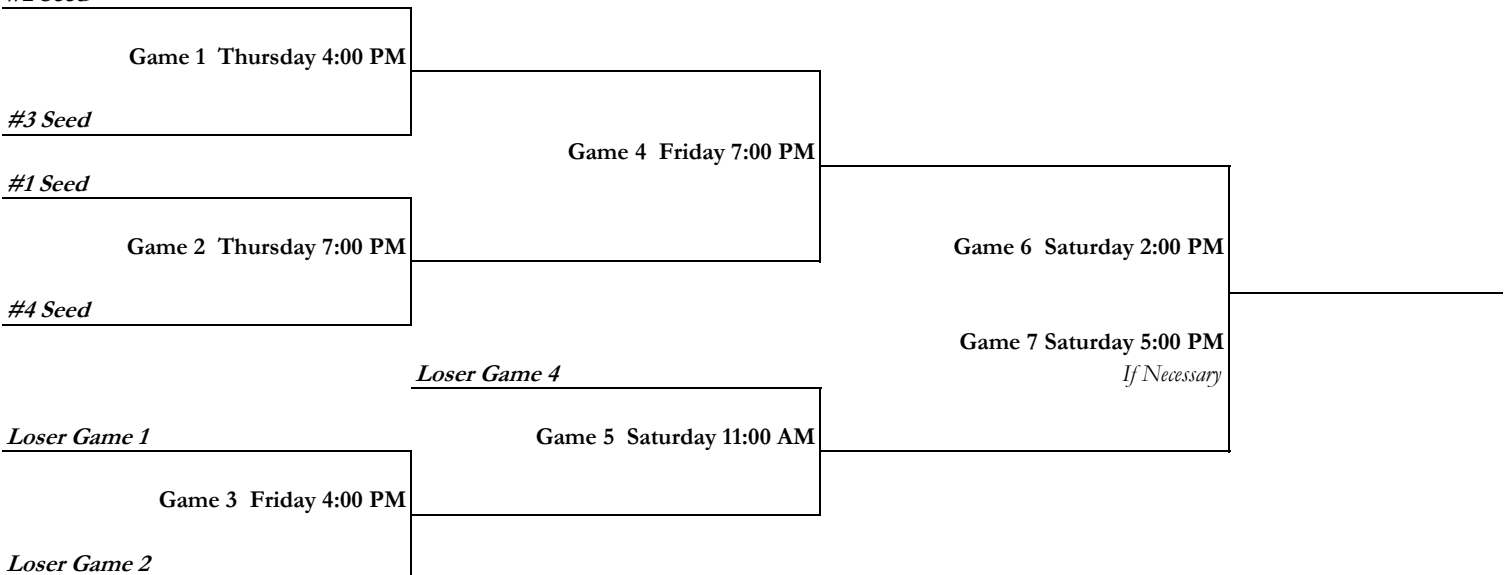 Game 1 Thursday 4:00 PM
#3 Seed
Game 4 Friday 7:00 PM
#1 Seed
Game 2 Thursday 7:00 PM
Game 6 Saturday 2:00 PM
#4 Seed
Game 7 Saturday 5:00 PM
Loser Game 4
If Necessary
Loser Game 1
Game 5 Saturday 11:00 AM
Game 3 Friday 4:00 PM
Loser Game 2